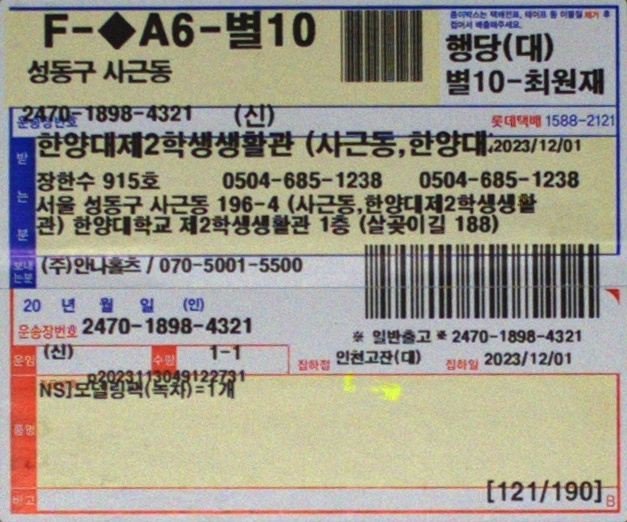 F-◆A6-별10
성동구 사근동
종이박스는 택배전표, 테이프 등 이물질 제거 후
접어서 배출해주세요.
행당(대)
별10-최원재
운송장번호 2470-1898-4321 (신)
롯데택배 1588-2121
받는분
한양대제2학생생활관 (사근동,한양대, 2023/12/01
장한수 915호 0504-685-1238 0504-685-1238
서울 성동구 사근동 196-4 (사근동,한양대학교제2학생생활
관) 한양대학교 제2학생생활관 1층 (살곶이길 188)
보내는분
(주)안나홀츠 / 070-5001-5500
20 년 월 일 (인)
운송장번호 2470-1898-4321
※ 일반출고 ※ 2470-1898-4321
운임 (신) 수량 1-1
집하점 인천고잔(대) 집하일 2023/12/01
p2023113049122731
NS]모델링팩(녹차)=1개
품명
비고
[121/190]
B